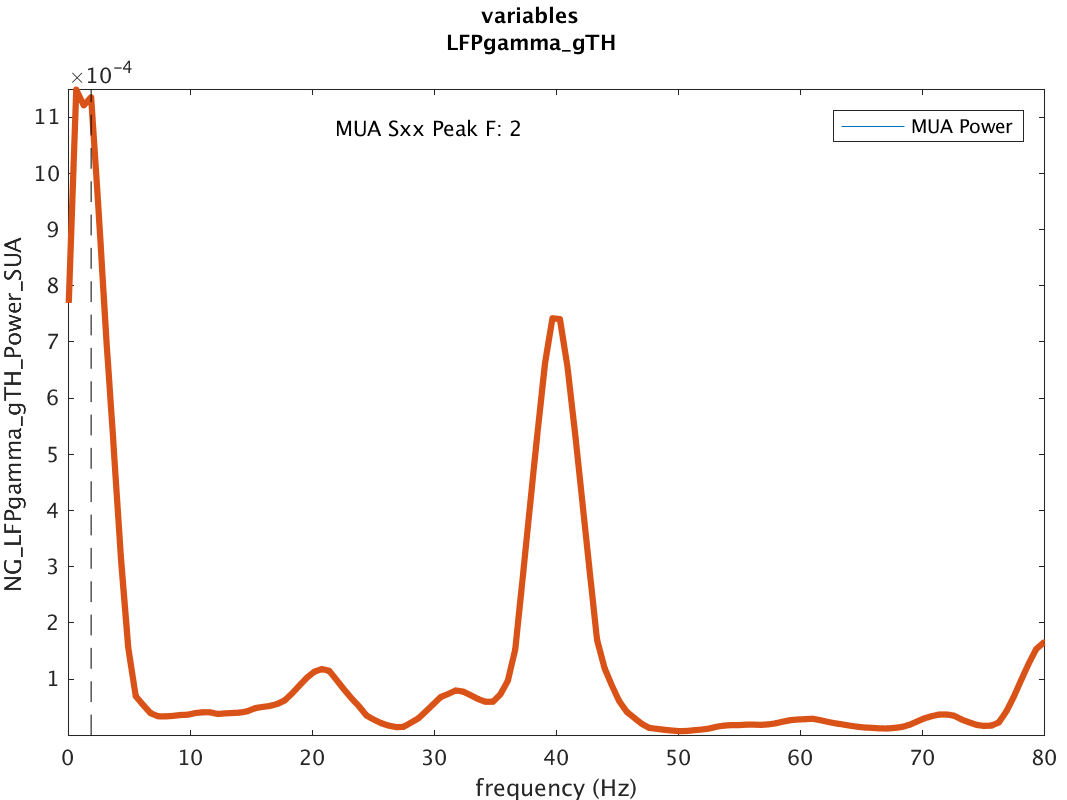 variables
LFPgamma_gTH
×10⁻⁴
MUA Sxx Peak F: 2
MUA Power
NG_LFPgamma_gTH_Power_SUA
11
10
9
8
7
6
5
4
3
2
1
0 10 20 30 40 50 60 70 80
frequency (Hz)